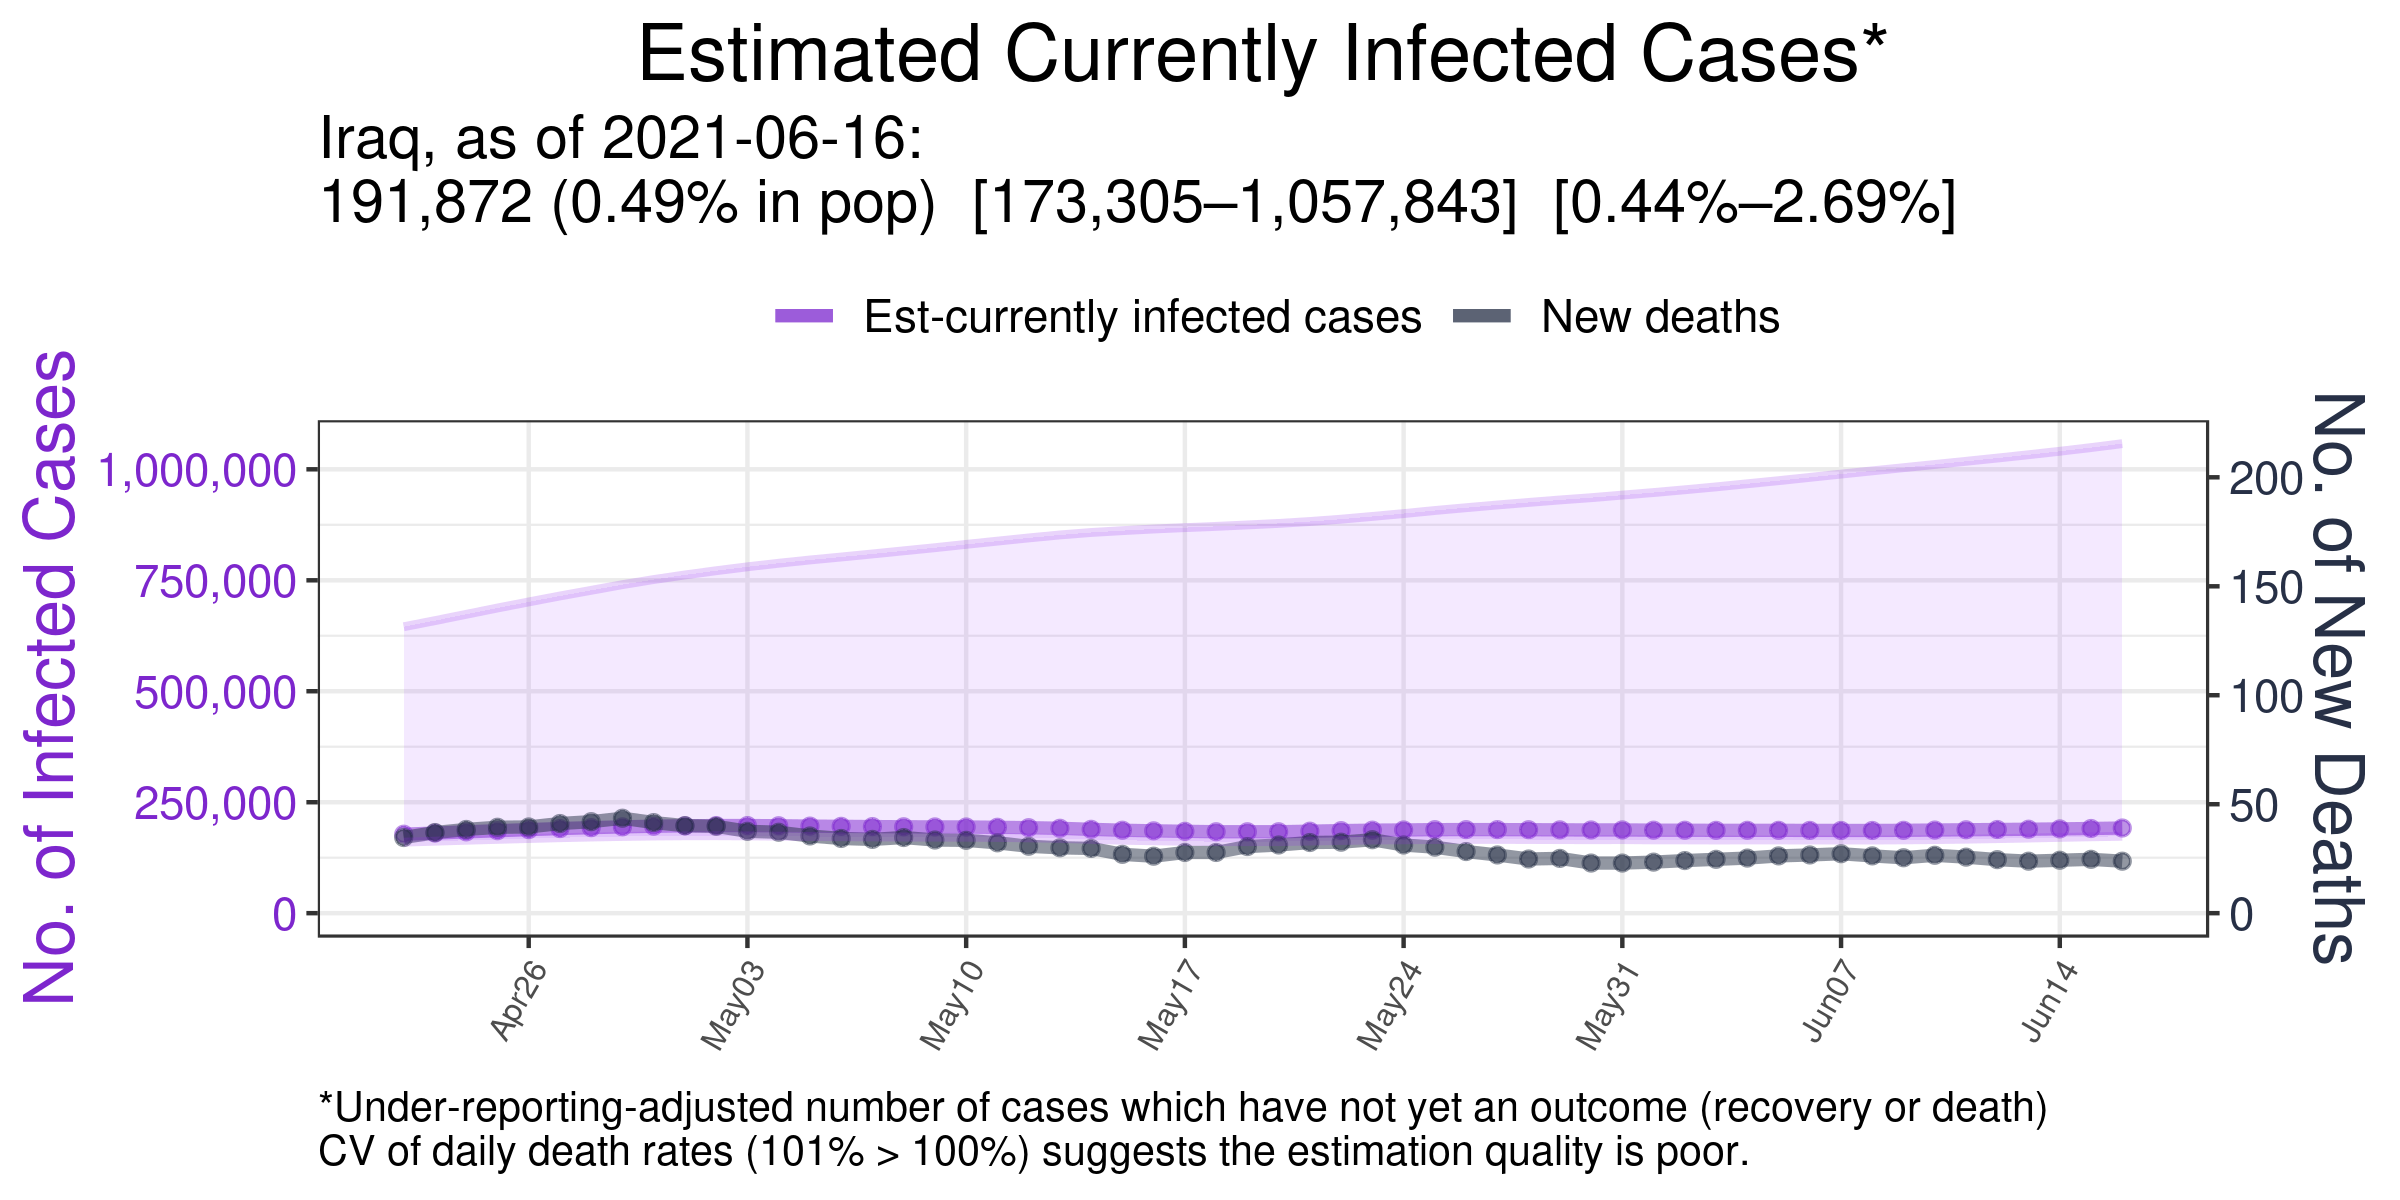 Estimated Currently Infected Cases*
Iraq, as of 2021-06-16:
191,872 (0.49% in pop) [173,305–1,057,843] [0.44%–2.69%]
Est-currently infected cases
New deaths
No. of Infected Cases
1,000,000
750,000
500,000
250,000
0
200
150
100
50
0
No. of New Deaths
Apr26
May03
May10
May17
May24
May31
Jun07
Jun14
*Under-reporting-adjusted number of cases which have not yet an outcome (recovery or death)
CV of daily death rates (101% > 100%) suggests the estimation quality is poor.